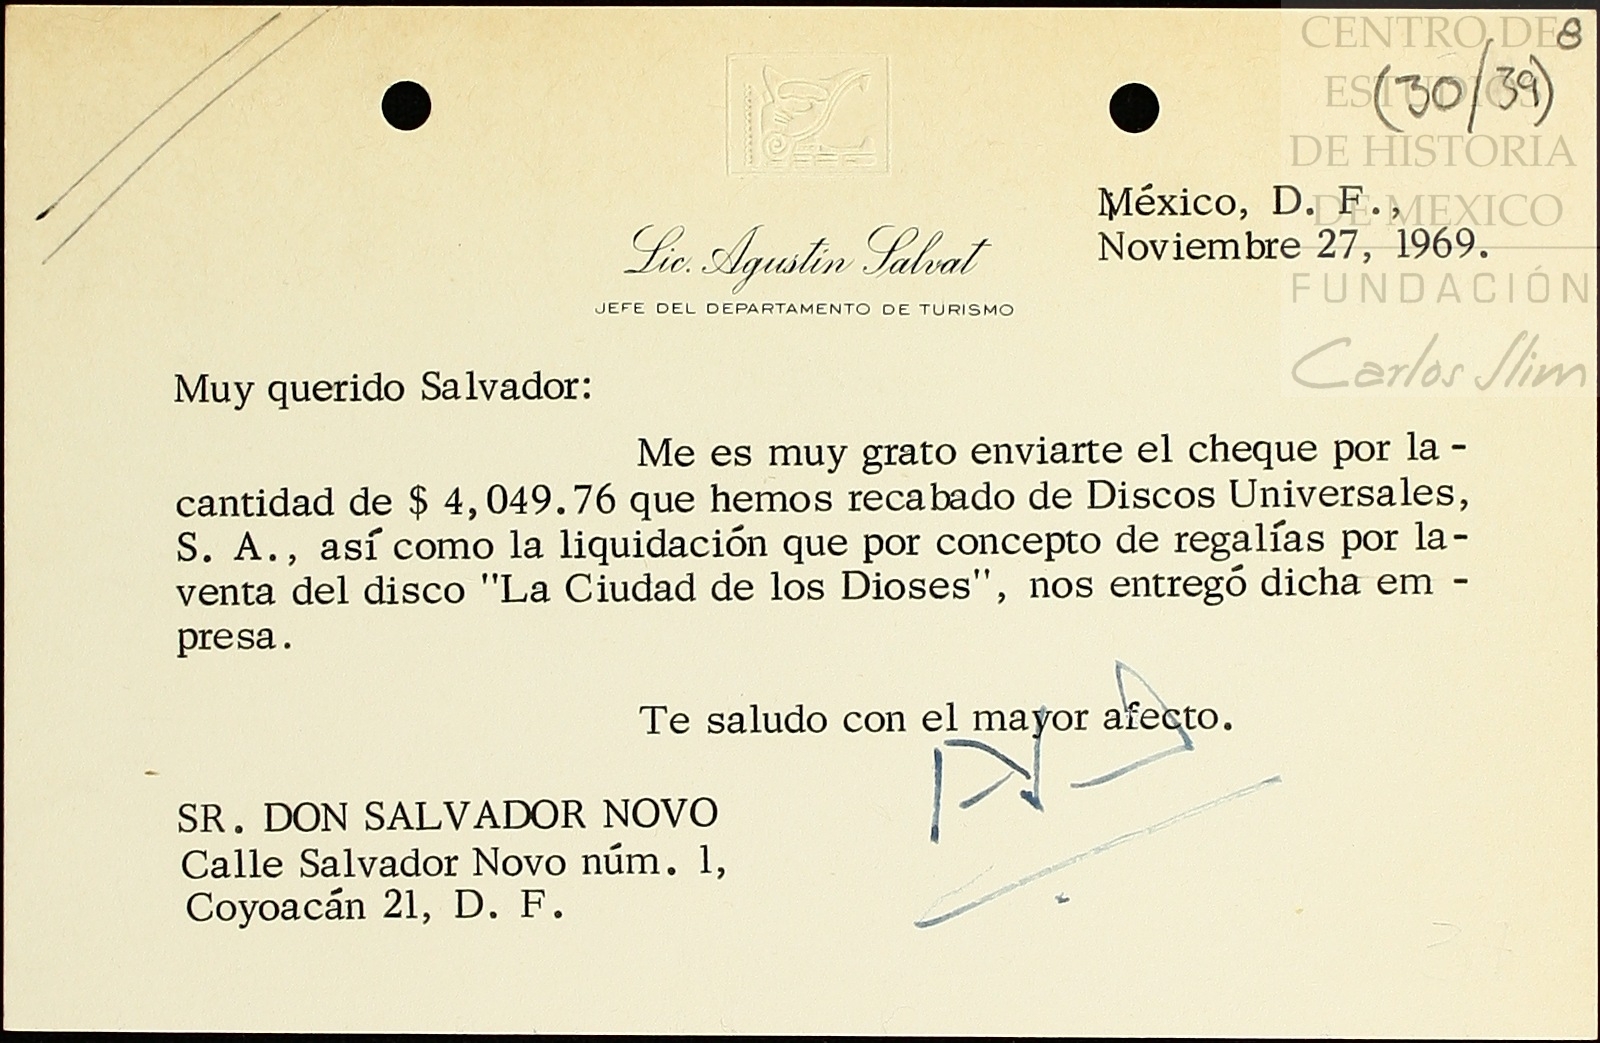 8
(30/39)
CENTRO DE
ESTUDIOS
DE HISTORIA
DE MEXICO
FUNDACIÓN
Carlos Slim
México, D. F.,
Noviembre 27, 1969.
Lic. Agustín Salvat
JEFE DEL DEPARTAMENTO DE TURISMO
Muy querido Salvador:
Me es muy grato enviarte el cheque por la -
cantidad de $ 4,049.76 que hemos recabado de Discos Universales,
S. A., así como la liquidación que por concepto de regalías por la-
venta del disco "La Ciudad de los Dioses", nos entregó dicha em -
presa.
Te saludo con el mayor afecto.
SR. DON SALVADOR NOVO
Calle Salvador Novo núm. 1,
Coyoacán 21, D. F.